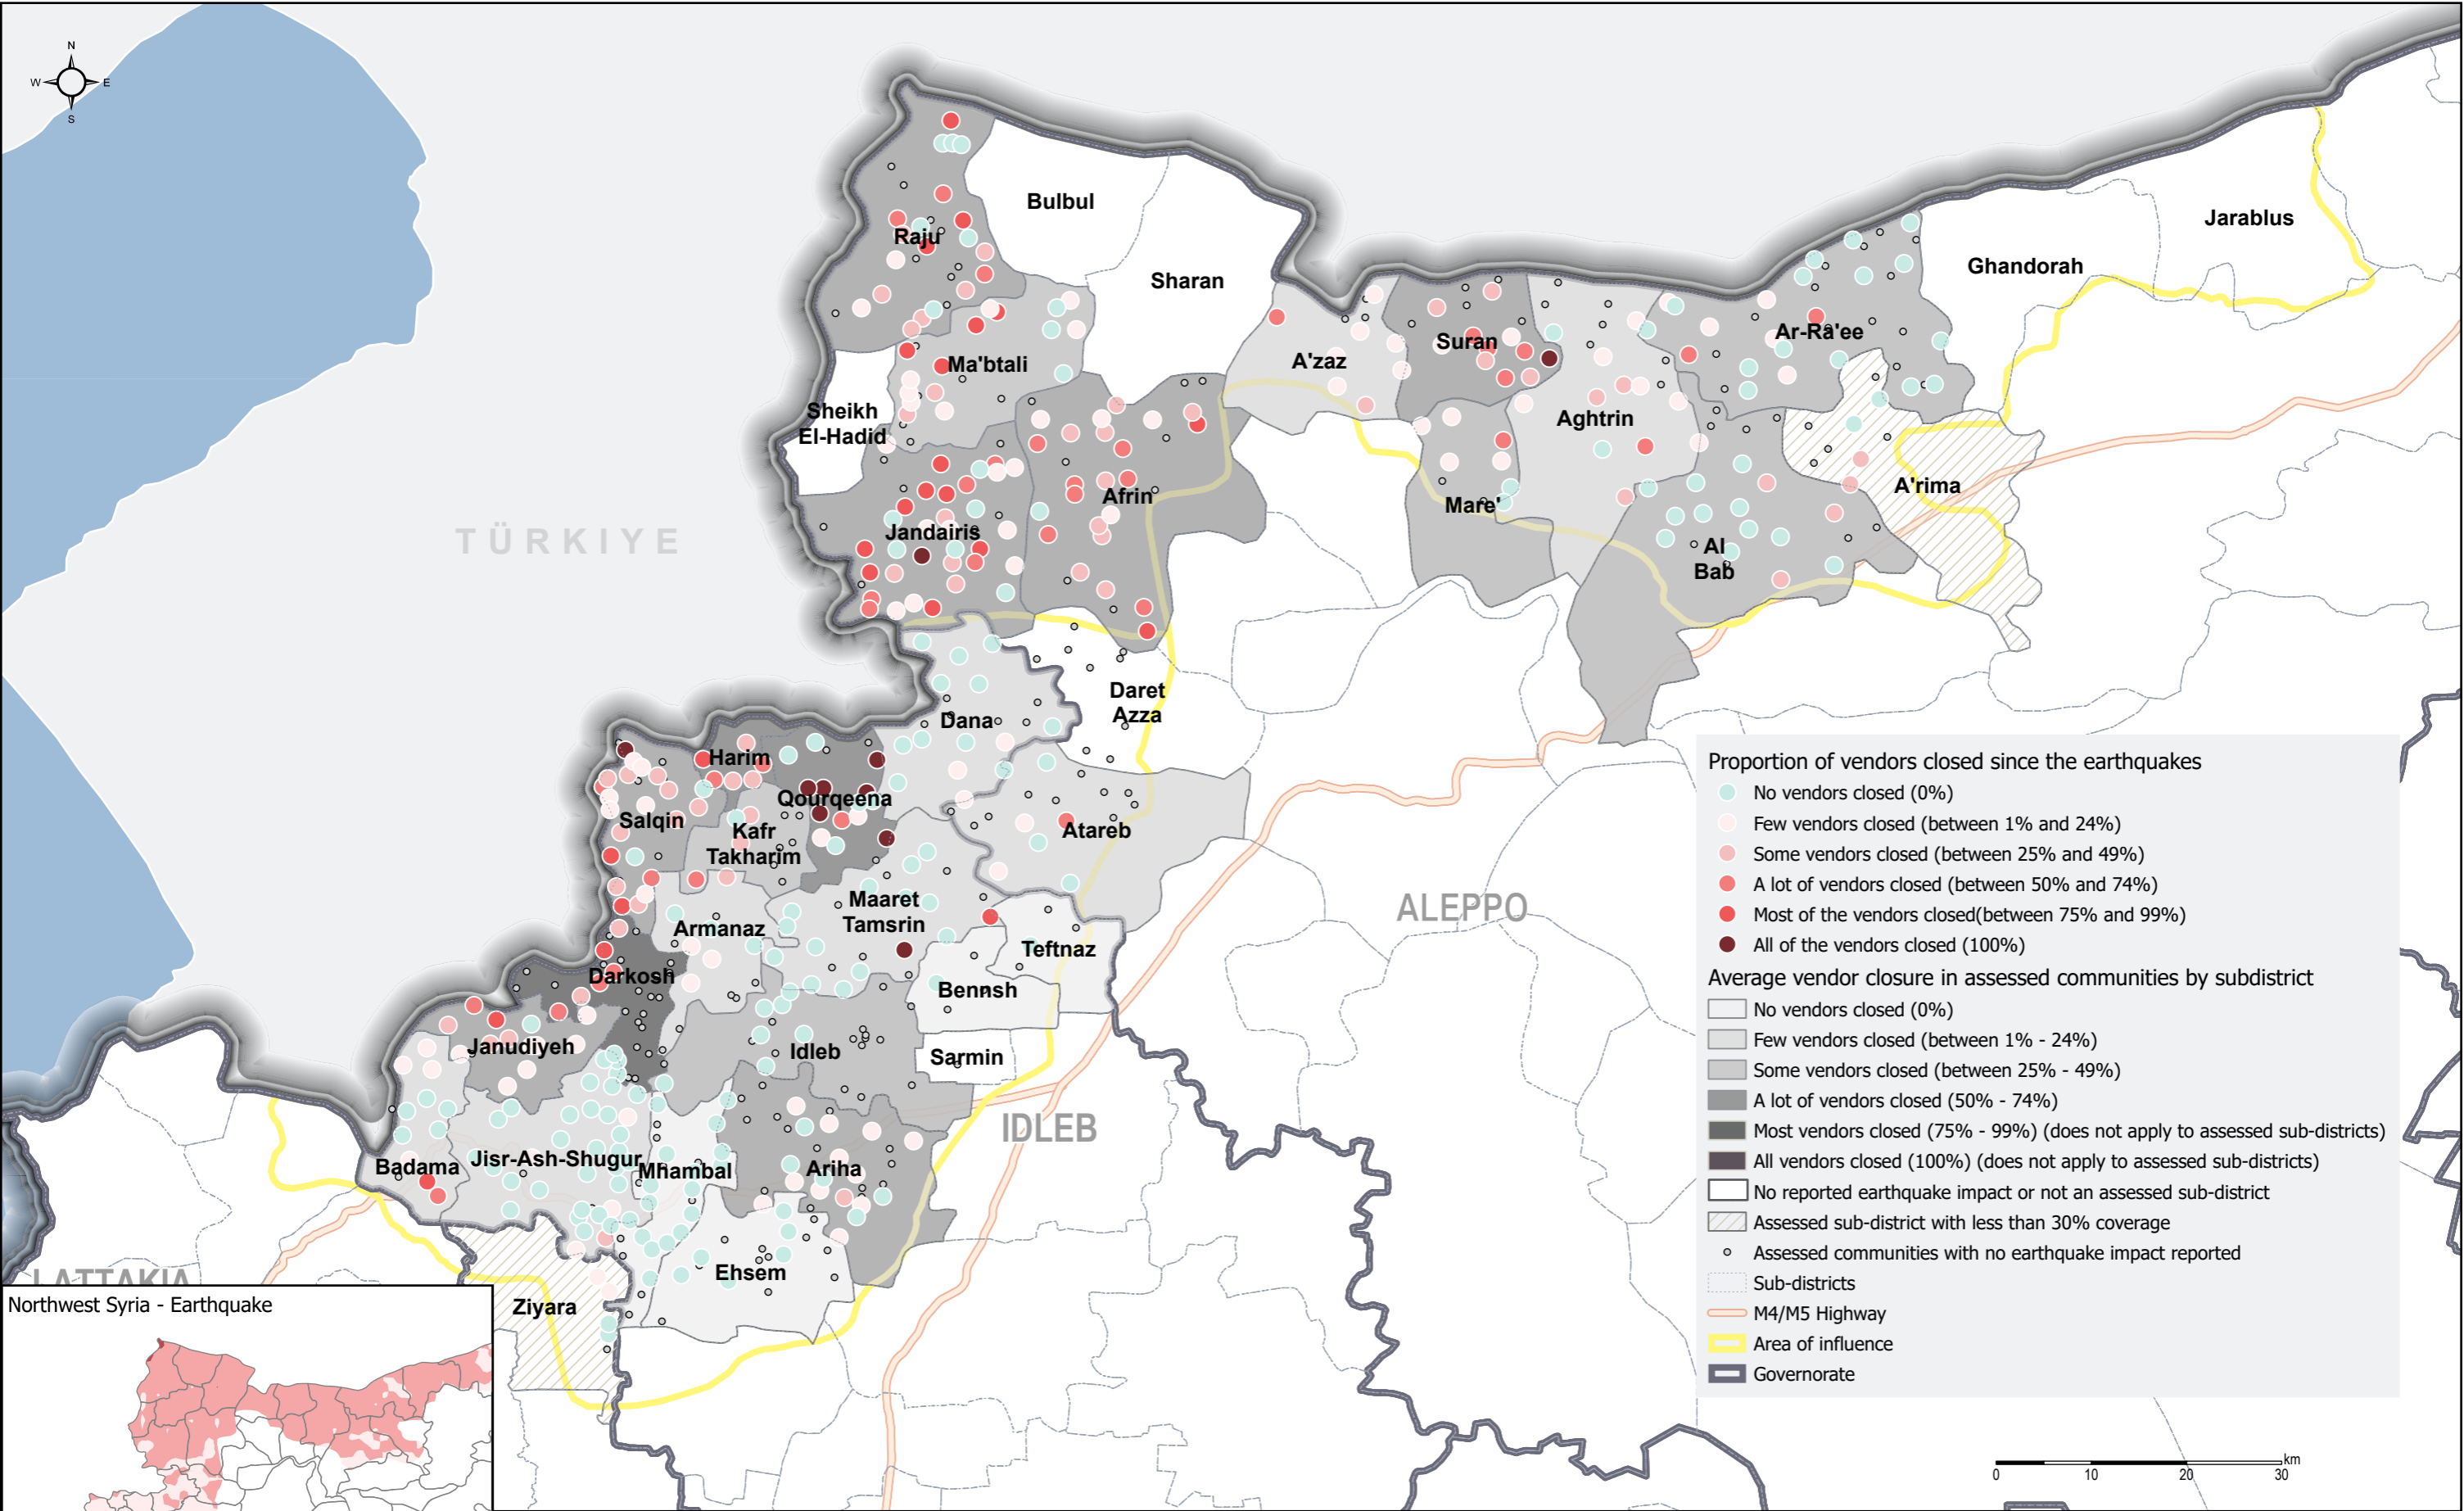 N
W
E
S
Bulbul
Jarablus
Raju
Ghandorah
Sharan
Ar-Ra'ee
Suran
A'zaz
Ma'btali
Sheikh
El-Hadid
Aghtrin
A'rima
Afrin
Mare'
Jandairis
TÜRKIYE
Al
Bab
Daret
Azza
Dana
Harim
Qourqeena
Salqin
Kafr
Takharim
Atareb
Maaret
Tamsrin
ALEPPO
Armanaz
Teftnaz
Darkosh
Bennsh
Janudiyeh
Idleb
Sarmin
IDLEB
Badama
Jisr-Ash-Shugur
Mhambal
Ariha
Ehsem
LATTAKIA
Ziyara
Proportion of vendors closed since the earthquakes
No vendors closed (0%)
Few vendors closed (between 1% and 24%)
Some vendors closed (between 25% and 49%)
A lot of vendors closed (between 50% and 74%)
Most of the vendors closed(between 75% and 99%)
All of the vendors closed (100%)
Average vendor closure in assessed communities by subdistrict
No vendors closed (0%)
Few vendors closed (between 1% - 24%)
Some vendors closed (between 25% - 49%)
A lot of vendors closed (50% - 74%)
Most vendors closed (75% - 99%) (does not apply to assessed sub-districts)
All vendors closed (100%) (does not apply to assessed sub-districts)
No reported earthquake impact or not an assessed sub-district
Assessed sub-district with less than 30% coverage
Assessed communities with no earthquake impact reported
Sub-districts
M4/M5 Highway
Area of influence
Governorate
Northwest Syria - Earthquake
km
0 10 20 30